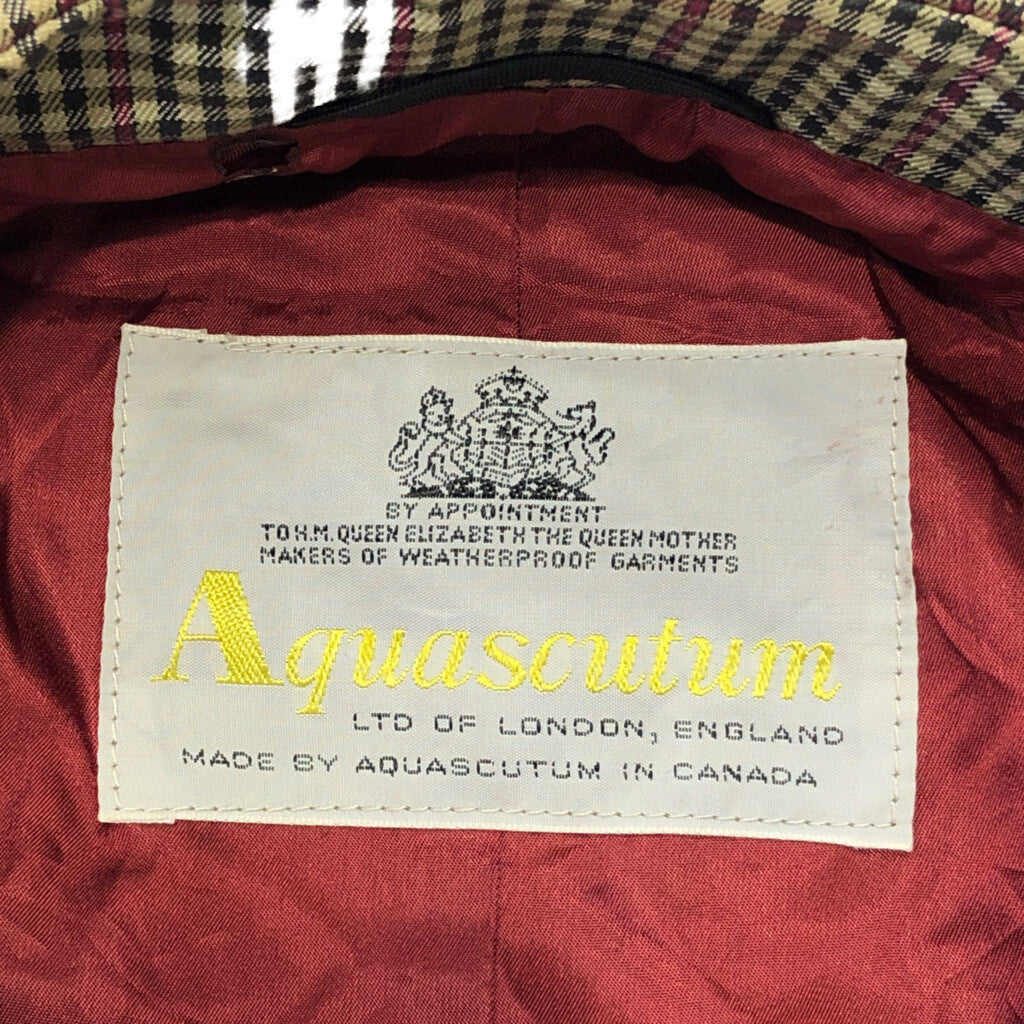 BY APPOINTMENT
TO H.M. QUEEN ELIZABETH THE QUEEN MOTHER
MAKERS OF WEATHERPROOF GARMENTS
Aquascutum
LTD OF LONDON, ENGLAND
MADE BY AQUASCUTUM IN CANADA